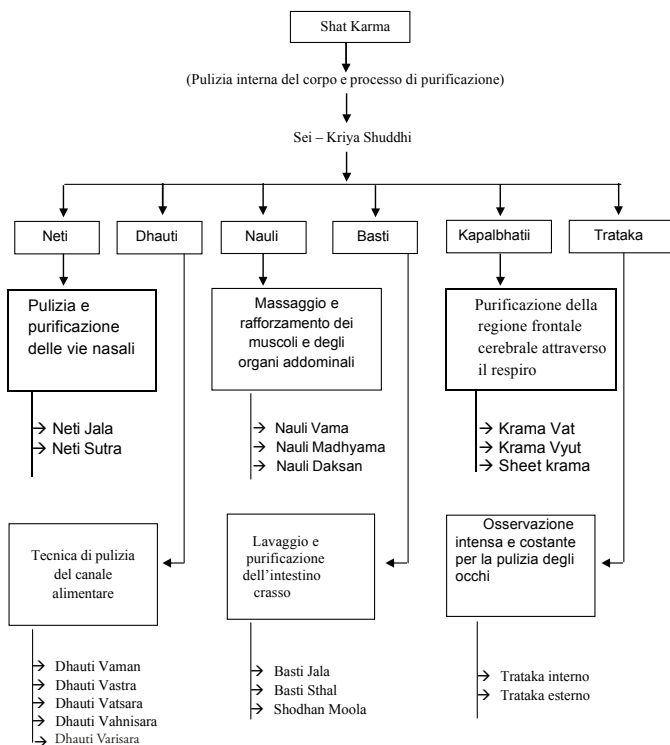 Shat Karma
(Pulizia interna del corpo e processo di purificazione)
Sei – Kriya Shuddhi
Neti
Dhauti
Nauli
Basti
Kapalbhatii
Trataka
Pulizia e
purificazione
delle vie nasali
Massaggio e
rafforzamento dei
muscoli e degli
organi addominali
Purificazione della
regione frontale
cerebrale attraverso
il respiro
→ Neti Jala
→ Neti Sutra
→ Nauli Vama
→ Nauli Madhyama
→ Nauli Daksan
→ Krama Vat
→ Krama Vyut
→ Sheet krama
Tecnica di pulizia
del canale
alimentare
Lavaggio e
purificazione
dell’intestino
crasso
Osservazione
intensa e costante
per la pulizia degli
occhi
→ Dhauti Vaman
→ Dhauti Vastra
→ Dhauti Vatsara
→ Dhauti Vahnisara
→ Dhauti Varisara
→ Basti Jala
→ Basti Sthal
→ Shodhan Moola
→ Trataka interno
→ Trataka esterno